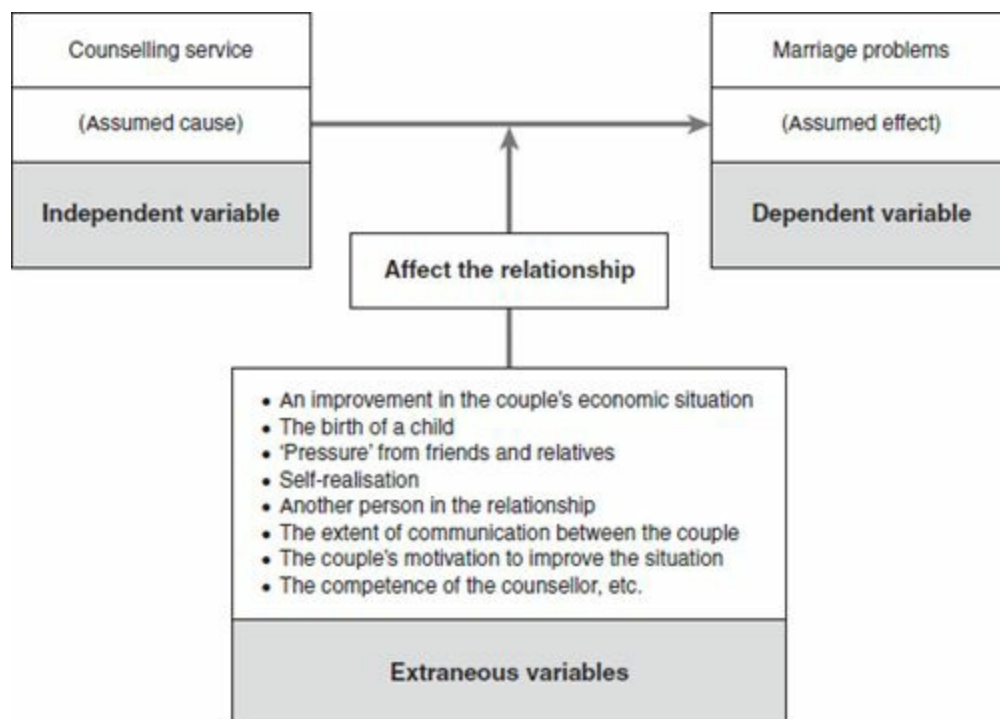 Counselling service
(Assumed cause)
Independent variable
Marriage problems
(Assumed effect)
Dependent variable
Affect the relationship
• An improvement in the couple's economic situation
• The birth of a child
• 'Pressure' from friends and relatives
• Self-realisation
• Another person in the relationship
• The extent of communication between the couple
• The couple's motivation to improve the situation
• The competence of the counsellor, etc.
Extraneous variables